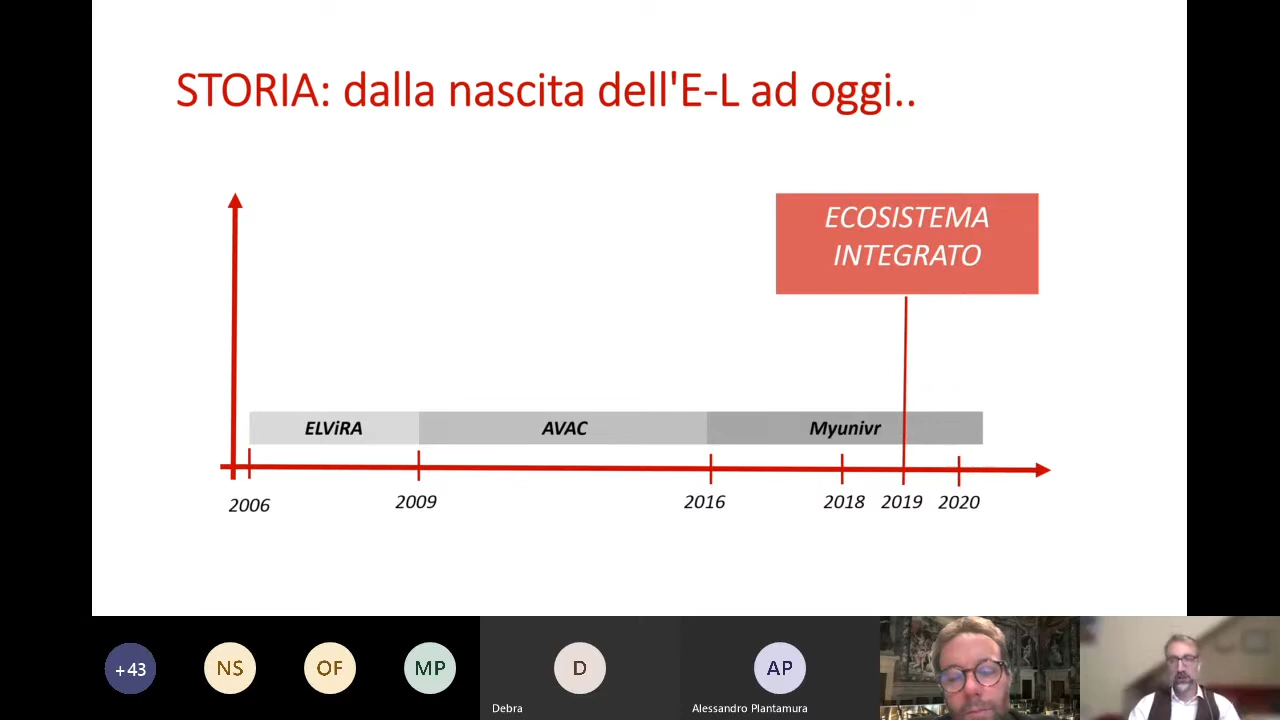 STORIA: dalla nascita dell'E-L ad oggi..
ECOSISTEMA
INTEGRATO
ELViRA
AVAC
Myunivr
2006
2009
2016
2018
2019
2020
+43
NS
OF
MP
D
AP
Debra
Alessandro Plantamura